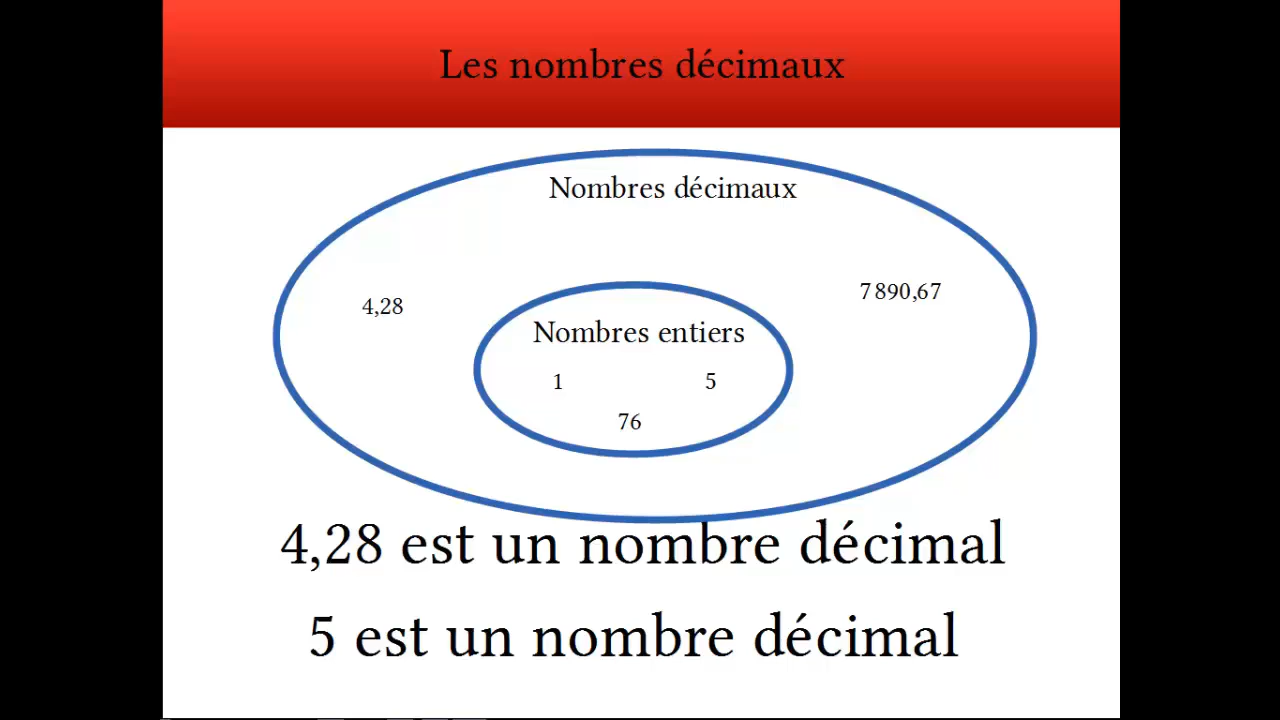 Les nombres décimaux
Nombres décimaux
4,28
7 890,67
Nombres entiers
1 5
76
4,28 est un nombre décimal
5 est un nombre décimal